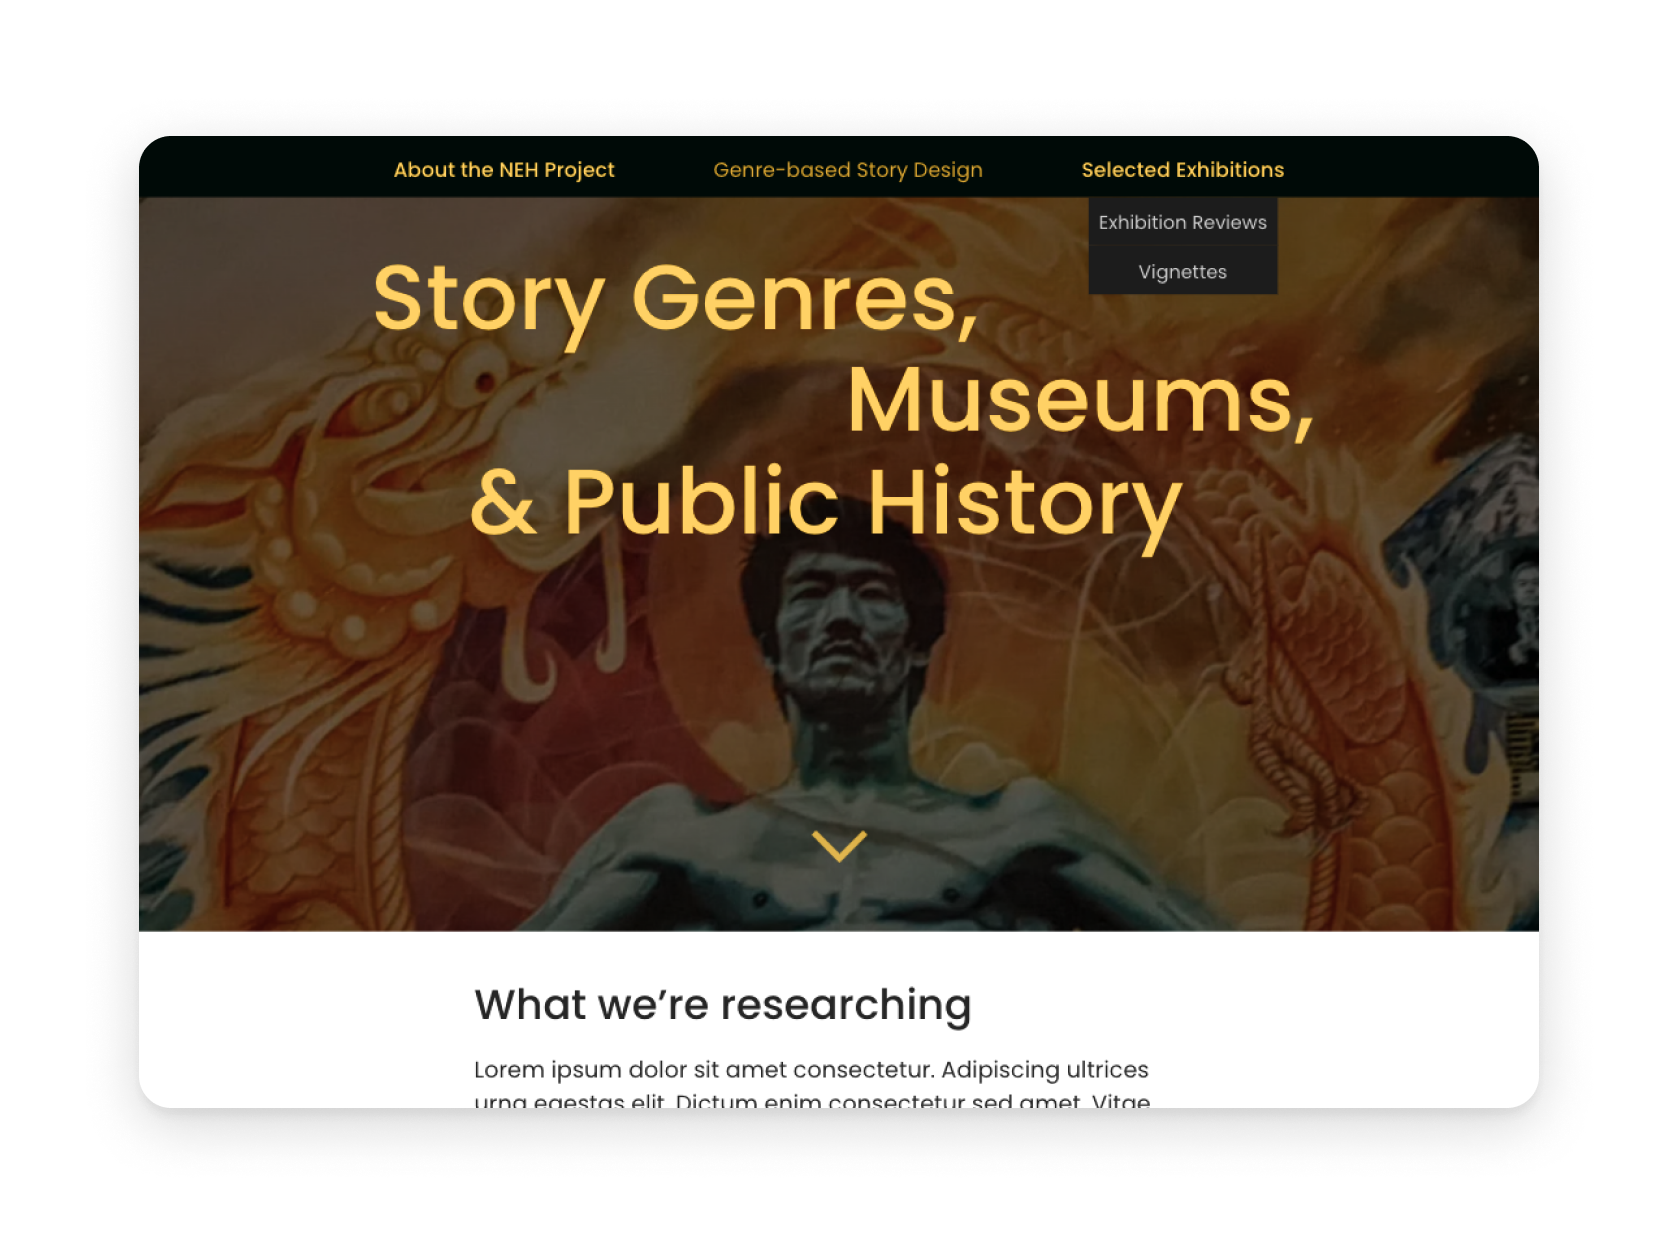 About the NEH Project
Genre-based Story Design
Selected Exhibitions
Exhibition Reviews
Vignettes
Story Genres,
Museums,
& Public History
What we’re researching
Lorem ipsum dolor sit amet consectetur. Adipiscing ultrices
urna egestas elit. Dictum enim consectetur sed amet. Vitae